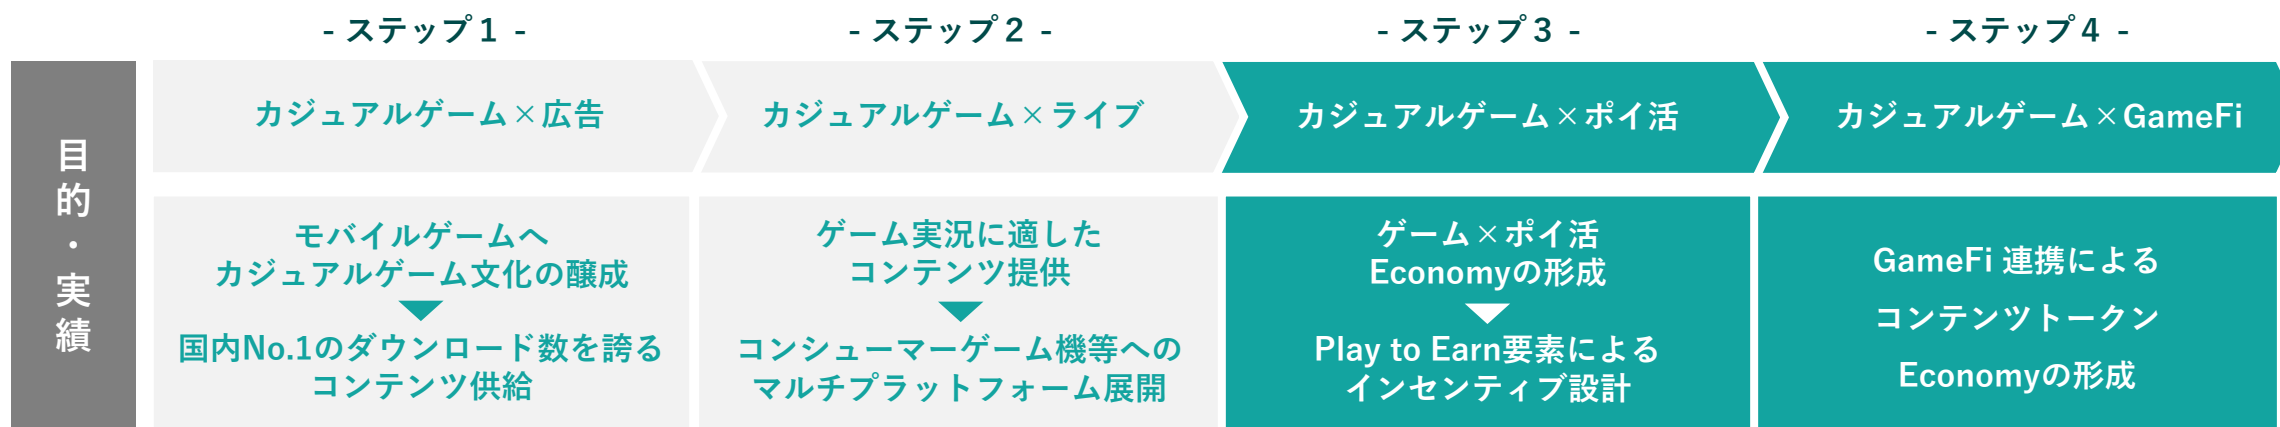 - ステップ1 -
- ステップ2 -
- ステップ3 -
- ステップ4 -
目的・実績
カジュアルゲーム×広告
カジュアルゲーム×ライブ
カジュアルゲーム×ポイ活
カジュアルゲーム×GameFi
モバイルゲームへ
カジュアルゲーム文化の醸成
国内No.1のダウンロード数を誇る
コンテンツ供給
ゲーム実況に適した
コンテンツ提供
コンシューマーゲーム機等への
マルチプラットフォーム展開
ゲーム×ポイ活
Economyの形成
Play to Earn要素による
インセンティブ設計
GameFi 連携による
コンテンツトークン
Economyの形成